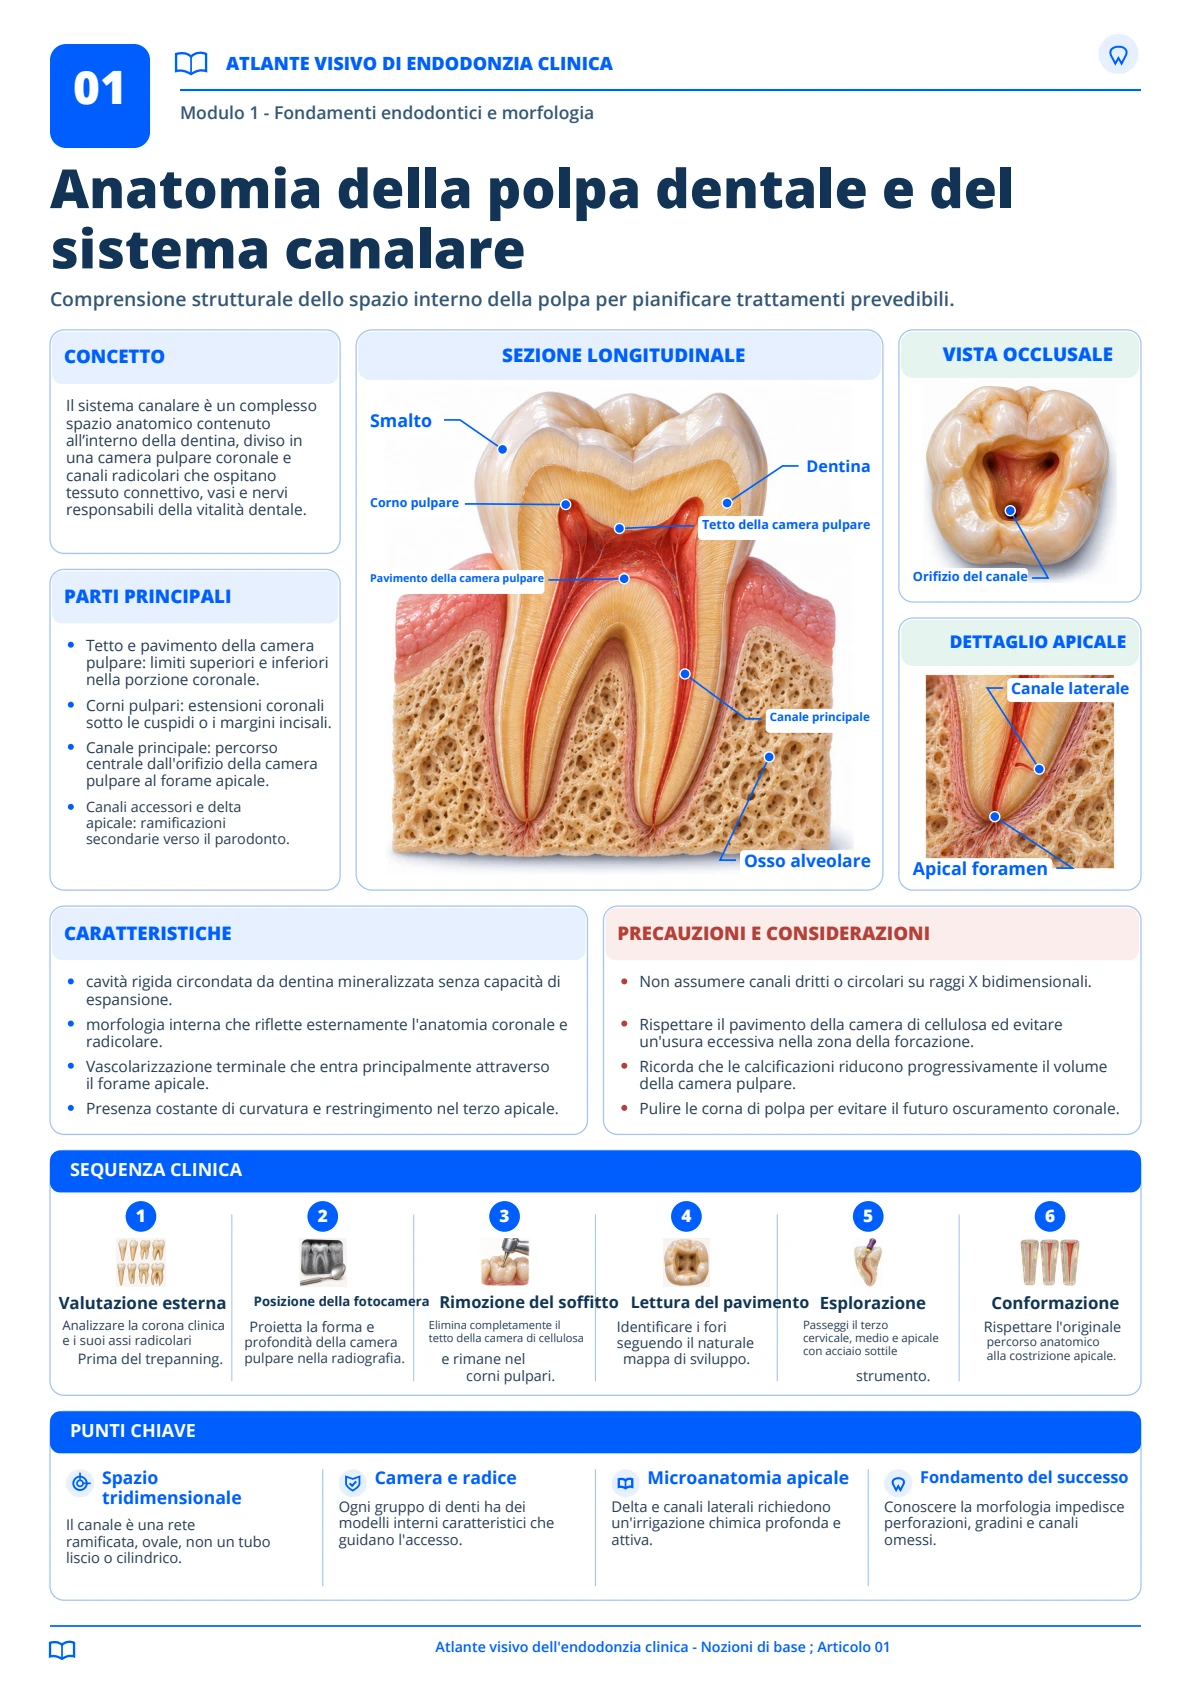 01
ATLANTE VISIVO DI ENDODONZIA CLINICA
Modulo 1 - Fondamenti endodontici e morfologia
Anatomia della polpa dentale e del
sistema canalare
Comprensione strutturale dello spazio interno della polpa per pianificare trattamenti prevedibili.
CONCETTO
Il sistema canalare è un complesso
spazio anatomico contenuto
all'interno della dentina, diviso in
una camera pulpare coronale e
canali radicolari che ospitano
tessuto connettivo, vasi e nervi
responsabili della vitalità dentale.
PARTI PRINCIPALI
• Tetto e pavimento della camera
pulpare: limiti superiori e inferiori
nella porzione coronale.
• Corni pulpari: estensioni coronali
sotto le cuspidi o i margini incisali.
• Canale principale: percorso
centrale dall'orifizio della camera
pulpare al forame apicale.
• Canali accessori e delta
apicale: ramificazioni
secondarie verso il parodonto.
SEZIONE LONGITUDINALE
Smalto
Dentina
Corno pulpare
Tetto della camera pulpare
Pavimento della camera pulpare
Canale principale
Osso alveolare
VISTA OCCLUSALE
Orifizio del canale
DETTAGLIO APICALE
Canale laterale
Apical foramen
CARATTERISTICHE
• cavità rigida circondata da dentina mineralizzata senza capacità di
espansione.
• morfologia interna che riflette esternamente l'anatomia coronale e
radicolare.
• Vascolarizzazione terminale che entra principalmente attraverso
il forame apicale.
• Presenza costante di curvatura e restringimento nel terzo apicale.
PRECAUZIONI E CONSIDERAZIONI
• Non assumere canali dritti o circolari su raggi X bidimensionali.
• Rispettare il pavimento della camera di cellulosa ed evitare
un'usura eccessiva nella zona della forcazione.
• Ricorda che le calcificazioni riducono progressivamente il volume
della camera pulpare.
• Pulire le corna di polpa per evitare il futuro oscuramento coronale.
SEQUENZA CLINICA
1
Valutazione esterna
Analizzare la corona clinica
e i suoi assi radicolari
Prima del trepanning.
2
Posizione della fotocamera
Proietta la forma e
profondità della camera
pulpare nella radiografia.
3
Rimozione del soffitto
Elimina completamente il
tetto della camera di cellulosa
e rimane nel
corni pulpari.
4
Lettura del pavimento
Identificare i fori
seguendo il naturale
mappa di sviluppo.
5
Esplorazione
Passeggi il terzo
cervicale, medio e apicale
con acciaio sottile
strumento.
6
Conformazione
Rispettare l'originale
percorso anatomico
alla costrizione apicale.
PUNTI CHIAVE
Spazio
tridimensionale
Il canale è una rete
ramificata, ovale, non un tubo
liscio o cilindrico.
Camera e radice
Ogni gruppo di denti ha dei
modelli interni caratteristici che
guidano l'accesso.
Microanatomia apicale
Delta e canali laterali richiedono
un'irrigazione chimica profonda e
attiva.
Fondamento del successo
Conoscere la morfologia impedisce
perforazioni, gradini e canali
omessi.
Atlante visivo dell'endodonzia clinica - Nozioni di base ; Articolo 01